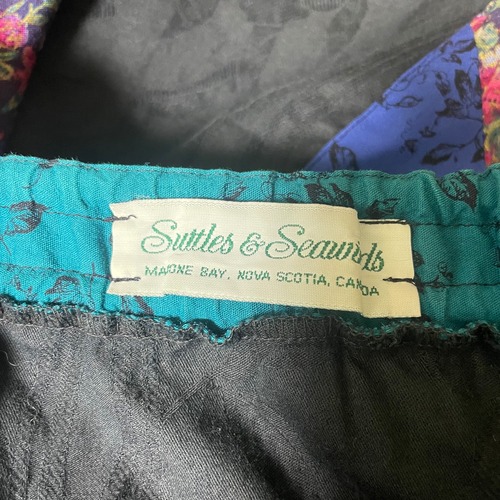 Suttles & Seawinds
MAHONE BAY, NOVA SCOTIA, CANADA